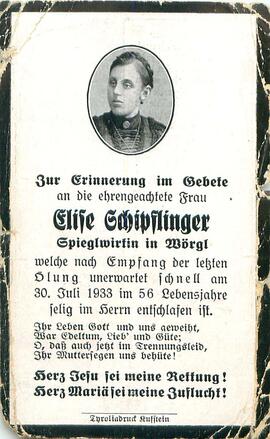 Zur Erinnerung im Gebete
an die ehrengeachtete Frau
Elise Schipflinger
Spieglwirtin in Wörgl
welche nach Empfang der letzten
Ölung unerwartet schnell am
30. Juli 1933 im 56 Lebensjahre
selig im Herrn entschlafen ist.
Ihr Leben Gott und uns geweiht,
War Edeltum, Lieb' und Güte;
O, daß auch jetzt im Trennungsleid,
Ihr Muttersegen uns behüte!
Herz Jesu sei meine Rettung!
Herz Mariä sei meine Zuflucht!
Tyroliadruck Kufstein